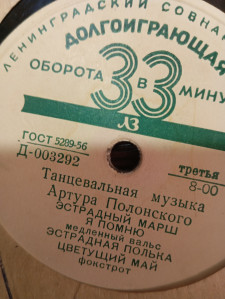 ЛЕНИНГРАДСКИЙ СОВНАР
ДОЛГОИГРАЮЩАЯ
ОБОРОТА 33 В МИНУ
ЛЗ
ГОСТ 5289-56
Д-003292
третья
8-00
Танцевальная музыка
Артура Полонского
ЭСТРАДНЫЙ МАРШ
Я ПОМНЮ
медленный вальс
ЭСТРАДНАЯ ПОЛЬКА
ЦВЕТУЩИЙ МАЙ
фокстрот